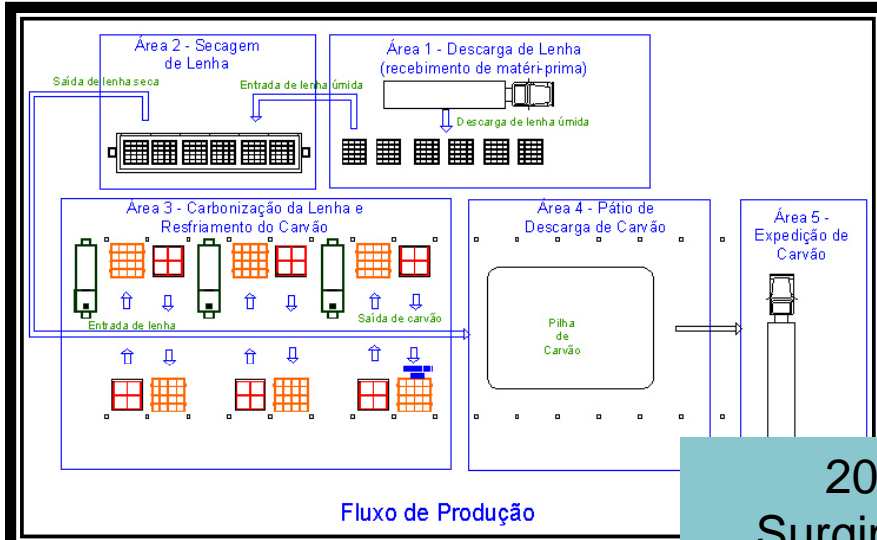 Área 2 - Secagem
de Lenha
Área 1 - Descarga de Lenha
(recebimento de matéri-prima)
Saída de lenha seca
Entrada de lenha úmida
Descarga de lenha úmida
Área 3 - Carbonização da Lenha e
Resfriamento do Carvão
Área 4 - Pátio de
Descarga de Carvão
Área 5 -
Expedição de
Carvão
Entrada de lenha
Saída de carvão
Pilha
de
Carvão
Fluxo de Produção
20